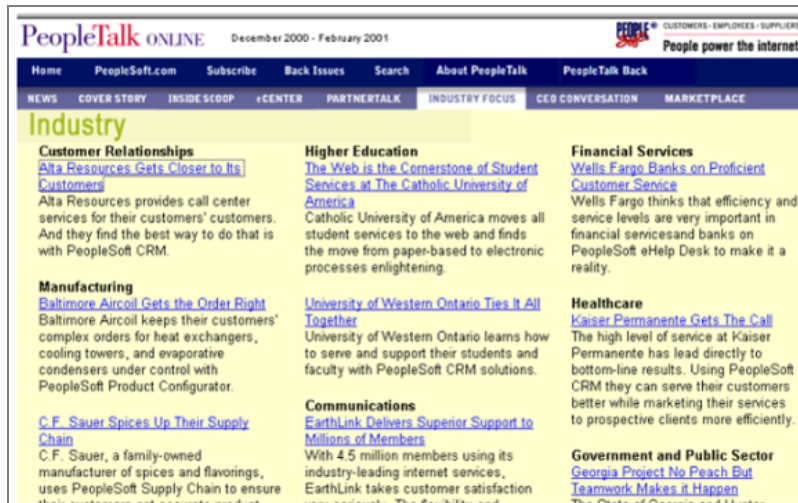 PeopleTalk ONLINE
December 2000 - February 2001
PEOPLE Soft
CUSTOMERS - EMPLOYEES - SUPPLIERS
People power the internet
Home PeopleSoft.com Subscribe Back Issues Search About PeopleTalk PeopleTalk Back
NEWS COVER STORY INSIDE SCOOP eCENTER PARTNERTALK INDUSTRY FOCUS CEO CONVERSATION MARKETPLACE
Industry
Customer Relationships
Alta Resources Gets Closer to Its
Customers
Alta Resources provides call center
services for their customers' customers.
And they find the best way to do that is
with PeopleSoft CRM.
Manufacturing
Baltimore Aircoil Gets the Order Right
Baltimore Aircoil keeps their customers'
complex orders for heat exchangers,
cooling towers, and evaporative
condensers under control with
PeopleSoft Product Configurator.
C.F. Sauer Spices Up Their Supply
Chain
C.F. Sauer, a family-owned
manufacturer of spices and flavorings,
uses PeopleSoft Supply Chain to ensure
Higher Education
The Web is the Cornerstone of Student
Services at The Catholic University of
America
Catholic University of America moves all
student services to the web and finds
the move from paper-based to electronic
processes enlightening.
University of Western Ontario Ties It All
Together
University of Western Ontario learns how
to serve and support their students and
faculty with PeopleSoft CRM solutions.
Communications
EarthLink Delivers Superior Support to
Millions of Members
With 4.5 million members using its
industry-leading internet services,
EarthLink takes customer satisfaction
Financial Services
Wells Fargo Banks on Proficient
Customer Service
Wells Fargo thinks that efficiency and
service levels are very important in
financial servicesand banks on
PeopleSoft eHelp Desk to make it a
reality.
Healthcare
Kaiser Permanente Gets The Call
The high level of service at Kaiser
Permanente has lead directly to
bottom-line results. Using PeopleSoft
CRM they can serve their customers
better while marketing their services
to prospective clients more efficiently.
Government and Public Sector
Georgia Project No Peach But
Teamwork Makes it Happen